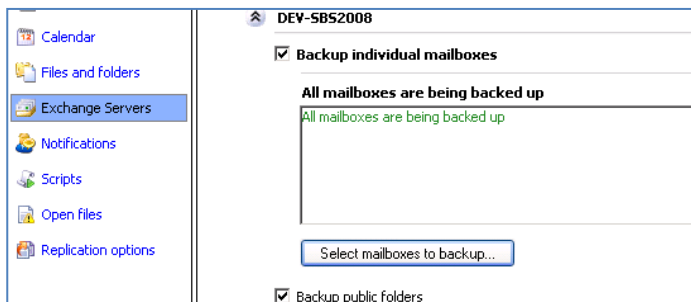 Calendar
Files and folders
Exchange Servers
Notifications
Scripts
Open files
Replication options
DEV-SBS2008
Backup individual mailboxes
All mailboxes are being backed up
All mailboxes are being backed up
Select mailboxes to backup...
Backup public folders